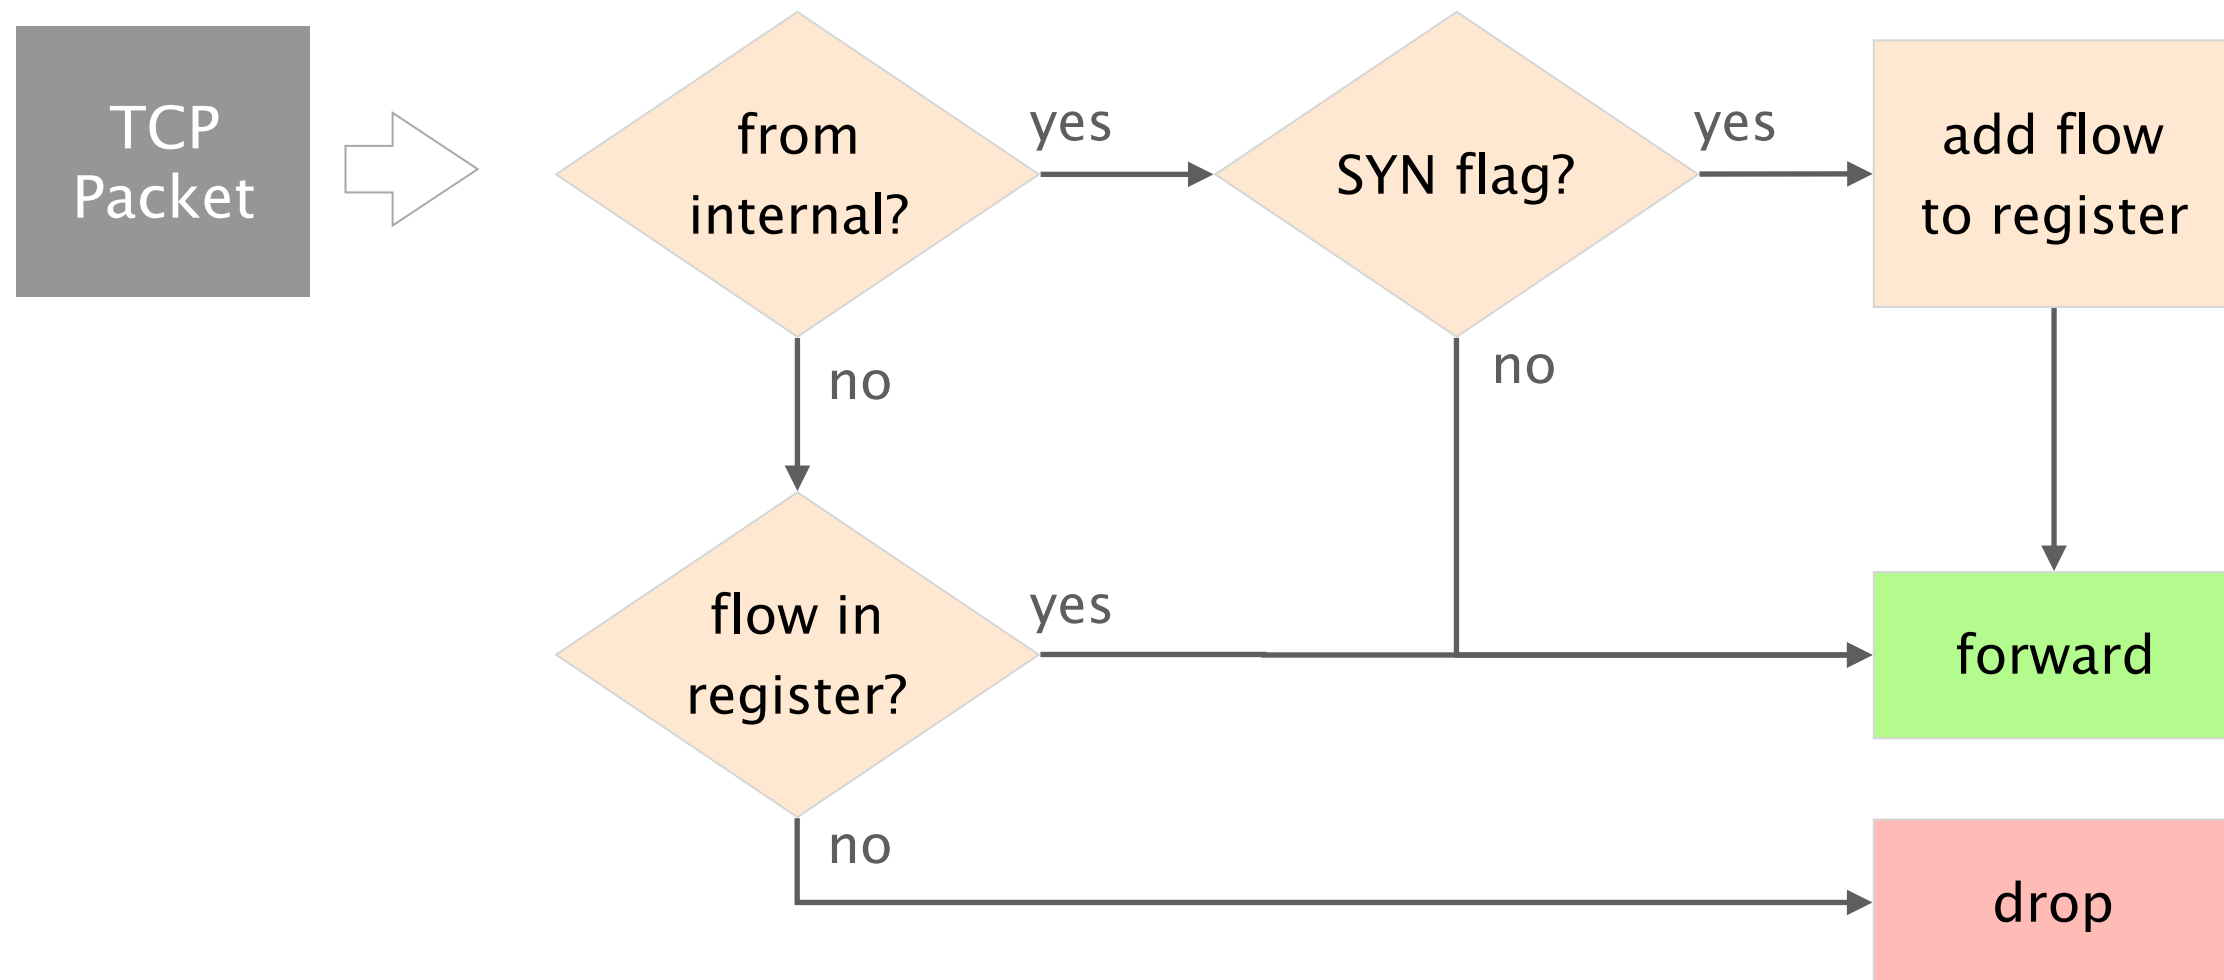 TCP
Packet
from
internal?
yes
SYN flag?
yes
add flow
to register
no
no
flow in
register?
yes
forward
no
drop